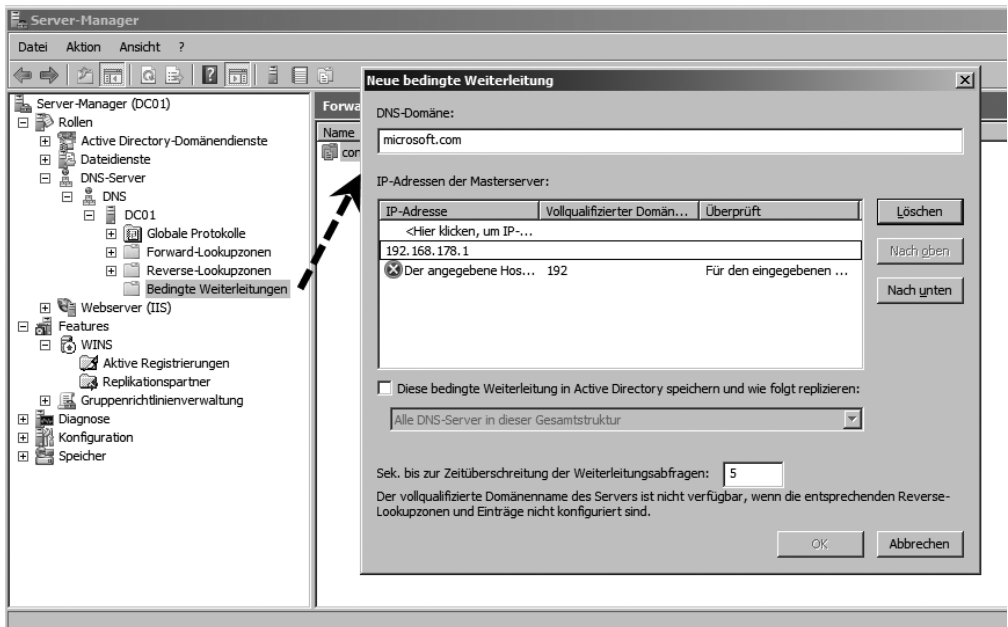 Server-Manager
Datei Aktion Ansicht ?
Server-Manager (DC01)
Rollen
Active Directory-Domänendienste
Dateidienste
DNS-Server
DNS
DC01
Globale Protokolle
Forward-Lookupzonen
Reverse-Lookupzonen
Bedingte Weiterleitungen
Webserver (IIS)
Features
WINS
Aktive Registrierungen
Replikationspartner
Gruppenrichtlinienverwaltung
Diagnose
Konfiguration
Speicher
Forwa
Name
con
Neue bedingte Weiterleitung
DNS-Domäne:
microsoft.com
IP-Adressen der Masterserver:
IP-Adresse Vollqualifizierter Domän... Überprüft
<Hier klicken, um IP-...
192.168.178.1
Der angegebene Hos... 192 Für den eingegebenen ...
Löschen
Nach oben
Nach unten
Diese bedingte Weiterleitung in Active Directory speichern und wie folgt replizieren:
Alle DNS-Server in dieser Gesamtstruktur
Sek. bis zur Zeitüberschreitung der Weiterleitungsabfragen: 5
Der vollqualifizierte Domänenname des Servers ist nicht verfügbar, wenn die entsprechenden Reverse-
Lookupzonen und Einträge nicht konfiguriert sind.
OK Abbrechen